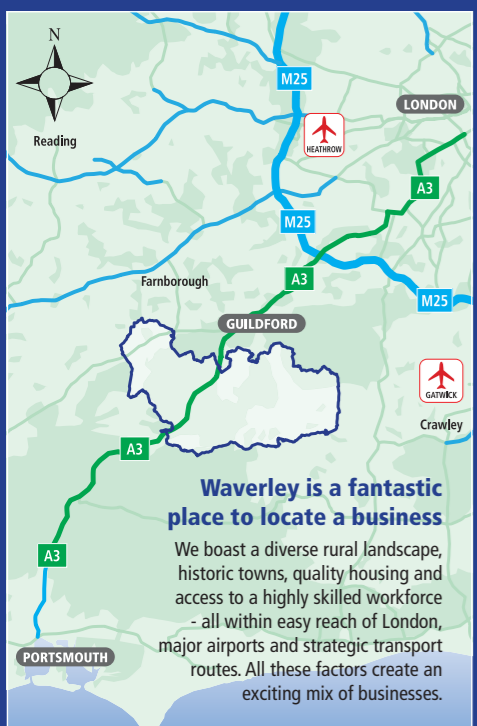 N
M25
LONDON
HEATHROW
Reading
A3
M25
A3
Farnborough
M25
GUILDFORD
GATWICK
Crawley
A3
Waverley is a fantastic
place to locate a business
We boast a diverse rural landscape,
historic towns, quality housing and
access to a highly skilled workforce
- all within easy reach of London,
major airports and strategic transport
routes. All these factors create an
exciting mix of businesses.
A3
PORTSMOUTH